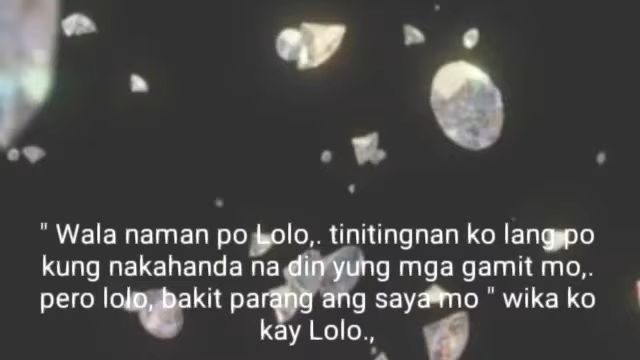 " Wala naman po Lolo,. tinitingnan ko lang po
kung nakahanda na din yung mga gamit mo,.
pero lolo, bakit parang ang saya mo " wika ko
kay Lolo.,